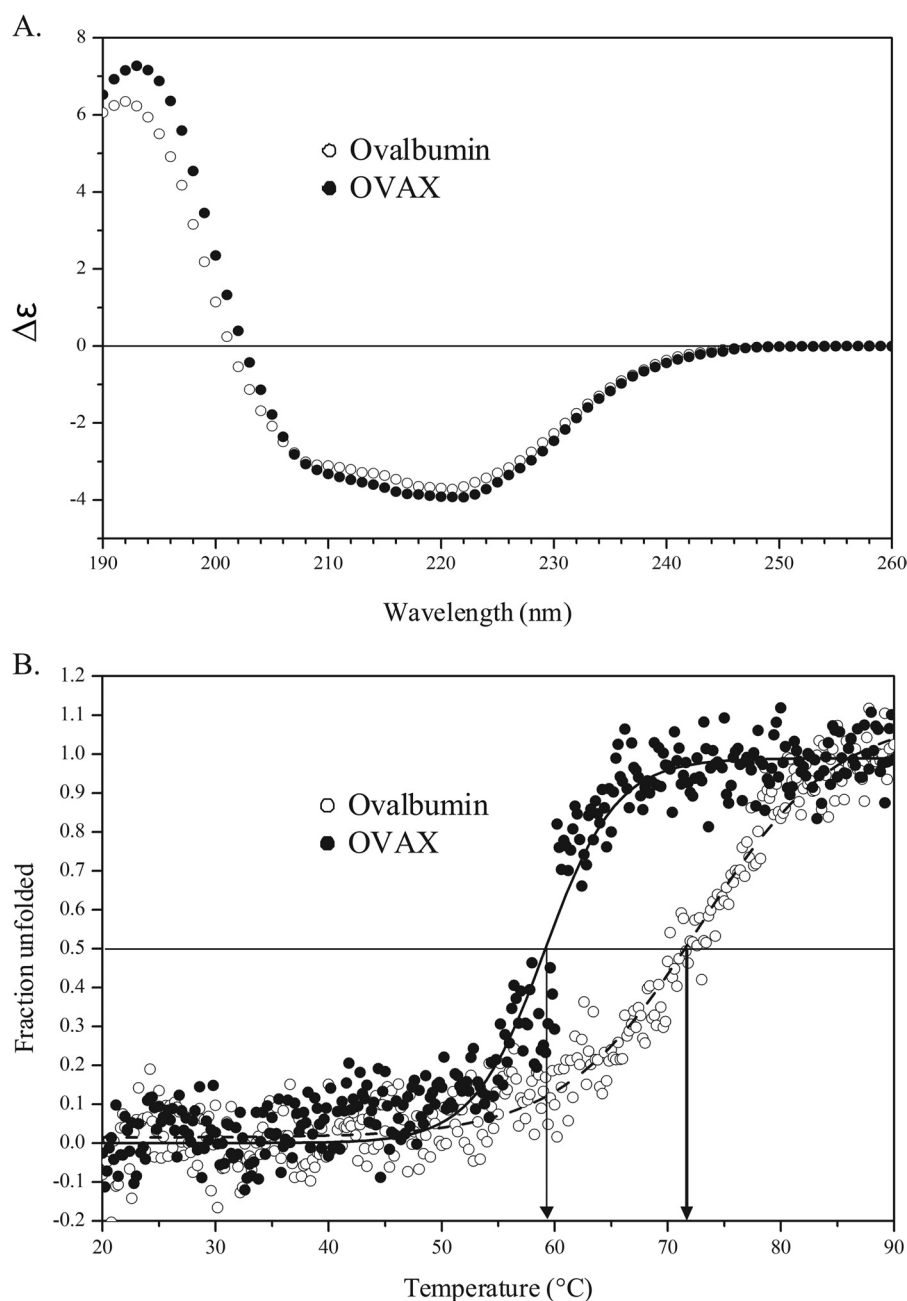 A.
8
6
4
2
0
-2
-4
Δε
Ovalbumin
OVAX
190 200 210 220 230 240 250 260
Wavelength (nm)
B.
1.2
1.1
1.0
0.9
0.8
0.7
0.6
0.5
0.4
0.3
0.2
0.1
0.0
-0.1
-0.2
Fraction unfolded
Ovalbumin
OVAX
20 30 40 50 60 70 80 90
Temperature (°C)